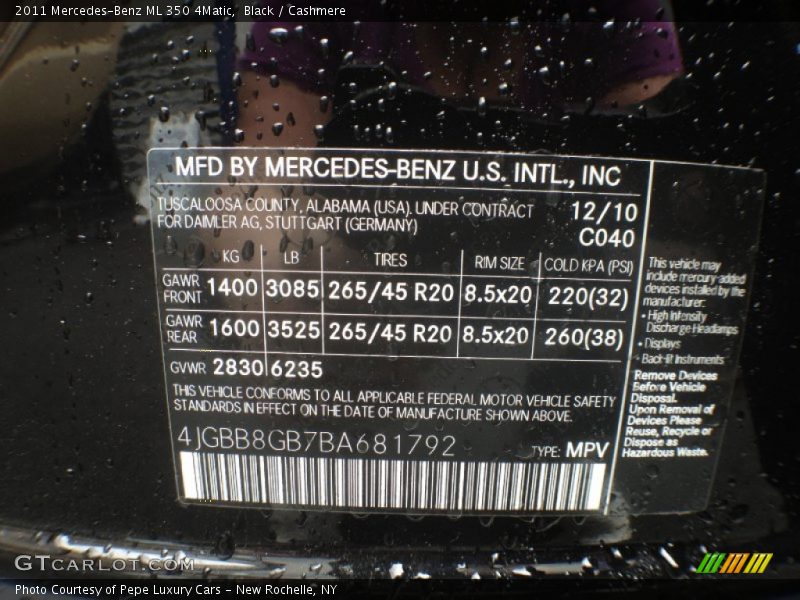 2011 Mercedes-Benz ML 350 4Matic, Black / Cashmere
MFD BY MERCEDES-BENZ U.S. INTL., INC
TUSCALOOSA COUNTY, ALABAMA (USA). UNDER CONTRACT 12/10
FOR DAIMLER AG, STUTTGART (GERMANY) C040
KG LB TIRES RIM SIZE COLD KPA (PSI)
GAWR FRONT 1400 3085 265/45 R20 8.5x20 220(32)
GAWR REAR 1600 3525 265/45 R20 8.5x20 260(38)
GVWR 2830 6235
THIS VEHICLE CONFORMS TO ALL APPLICABLE FEDERAL MOTOR VEHICLE SAFETY
STANDARDS IN EFFECT ON THE DATE OF MANUFACTURE SHOWN ABOVE.
4JGBB8GB7BA681792 TYPE: MPV
This vehicle may
include mercury-added
devices installed by the
manufacturer:
• High Intensity
Discharge Headlamps
• Displays
• Back-lit Instruments
Remove Devices
Before Vehicle
Disposal.
Upon Removal of
Devices Please
Reuse, Recycle or
Dispose as
Hazardous Waste.
GTCARLOT.COM
Photo Courtesy of Pepe Luxury Cars - New Rochelle, NY